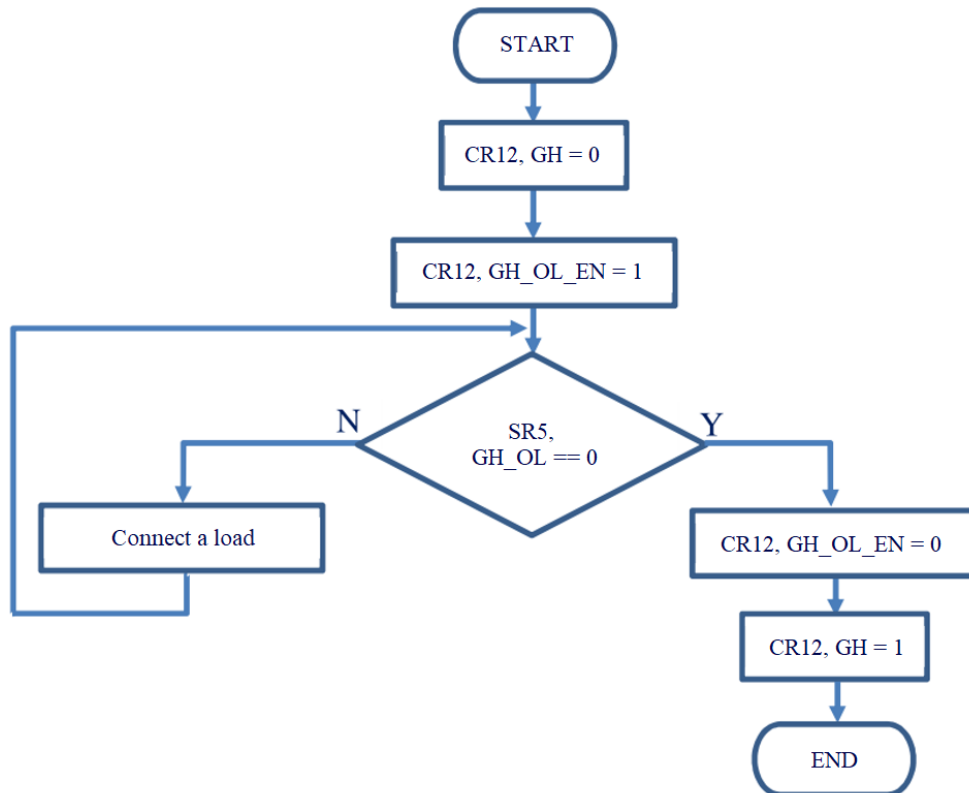 START
CR12, GH = 0
CR12, GH_OL_EN = 1
N
Y
SR5,
GH_OL == 0
Connect a load
CR12, GH_OL_EN = 0
CR12, GH = 1
END